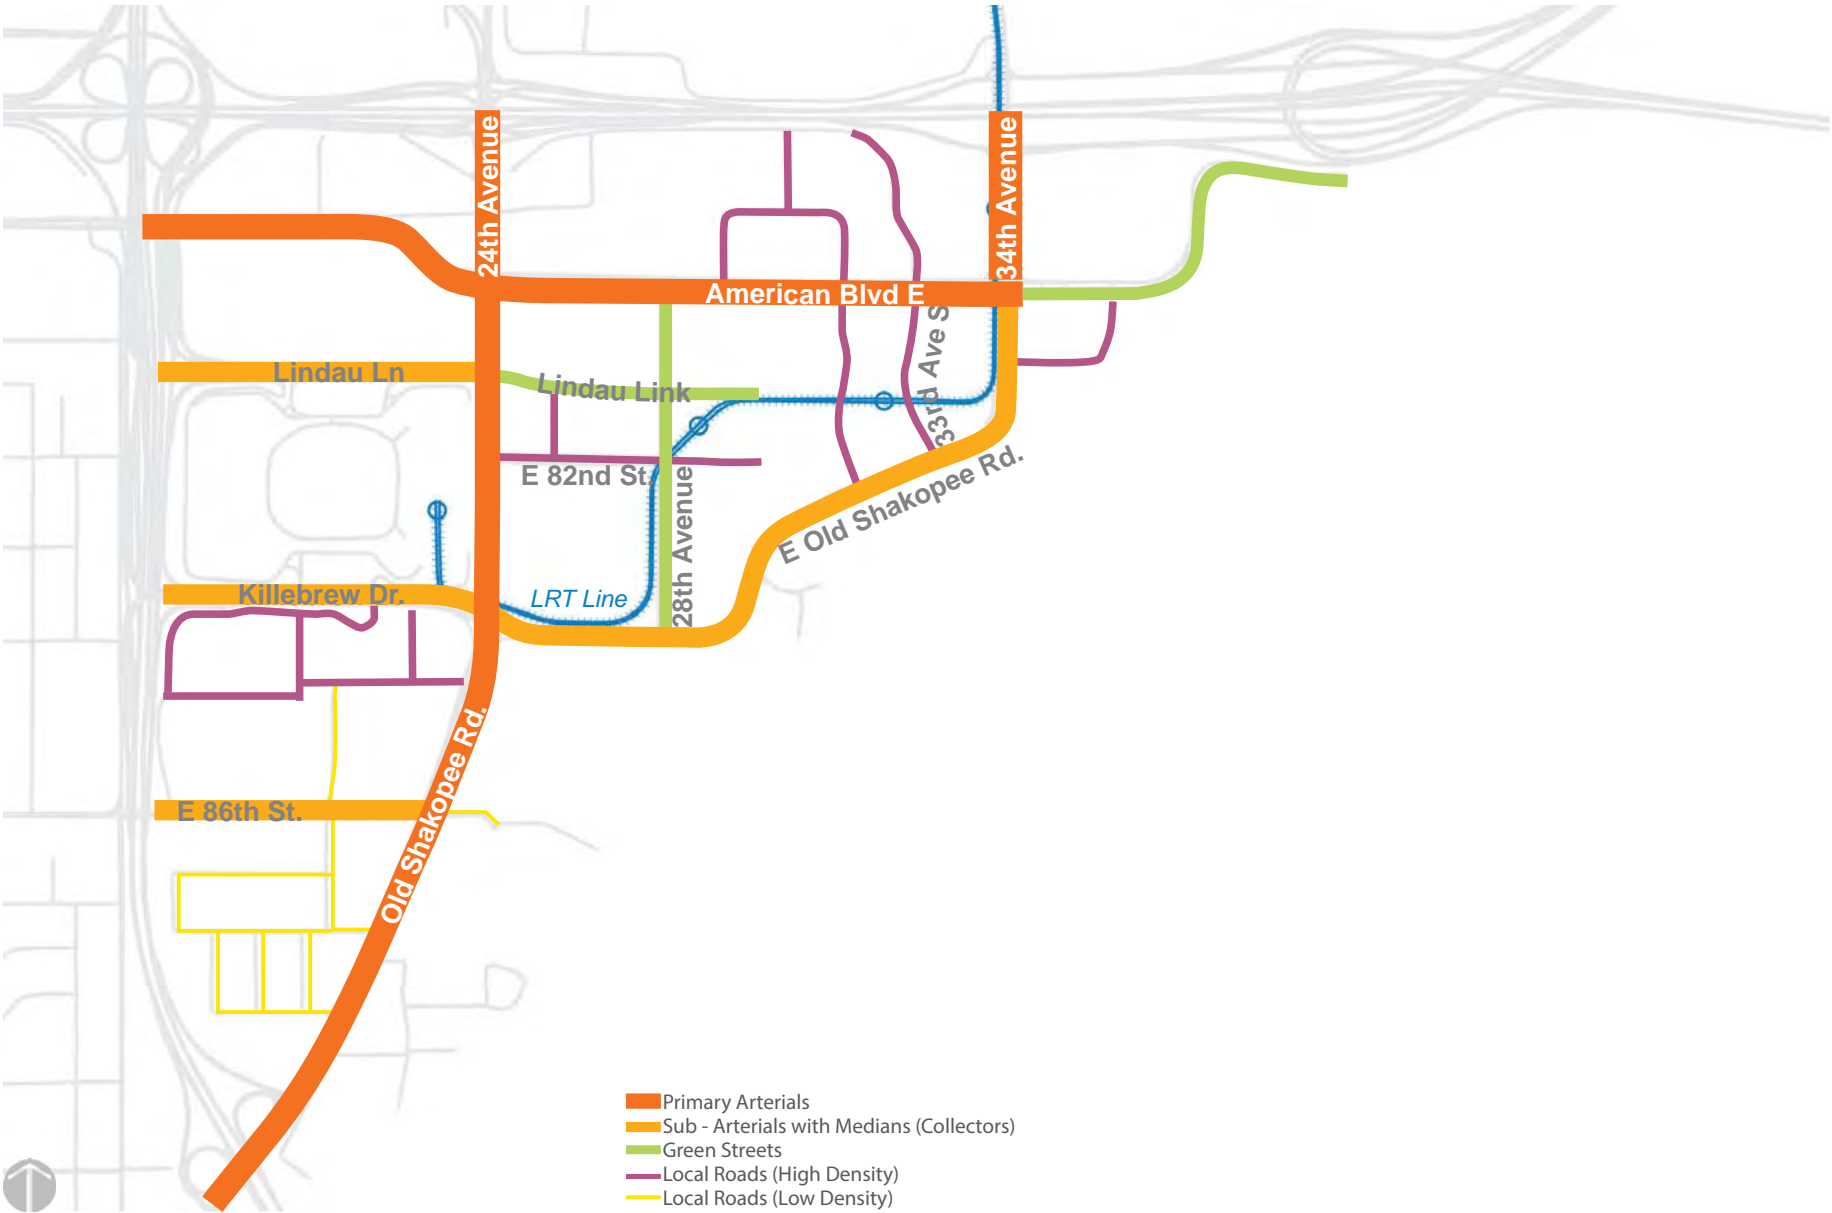 24th Avenue
34th Avenue
American Blvd E
33rd Ave S
Lindau Ln
Lindau Link
E 82nd St.
E Old Shakopee Rd.
28th Avenue
Killebrew Dr.
LRT Line
Old Shakopee Rd.
E 86th St.
Primary Arterials
Sub - Arterials with Medians (Collectors)
Green Streets
Local Roads (High Density)
Local Roads (Low Density)